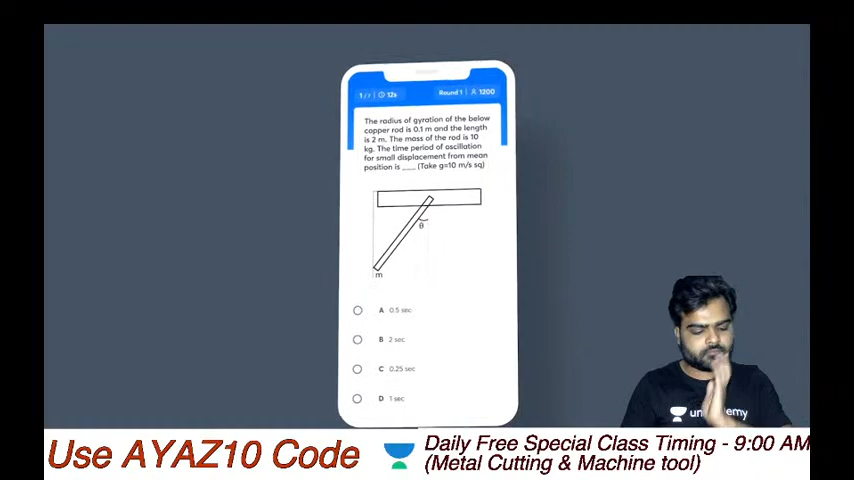 1/7 | 12s Round 1 | 1200
The radius of gyration of the below
copper rod is 0.1 m and the length
is 2 m. The mass of the rod is 10
kg. The time period of oscillation
for small displacement from mean
position is ___ (Take g=10 m/s sq)
θ
m
A 0.5 sec
B 2 sec
C 0.25 sec
D 1 sec
Use AYAZ10 Code
Daily Free Special Class Timing - 9:00 AM
(Metal Cutting & Machine tool)